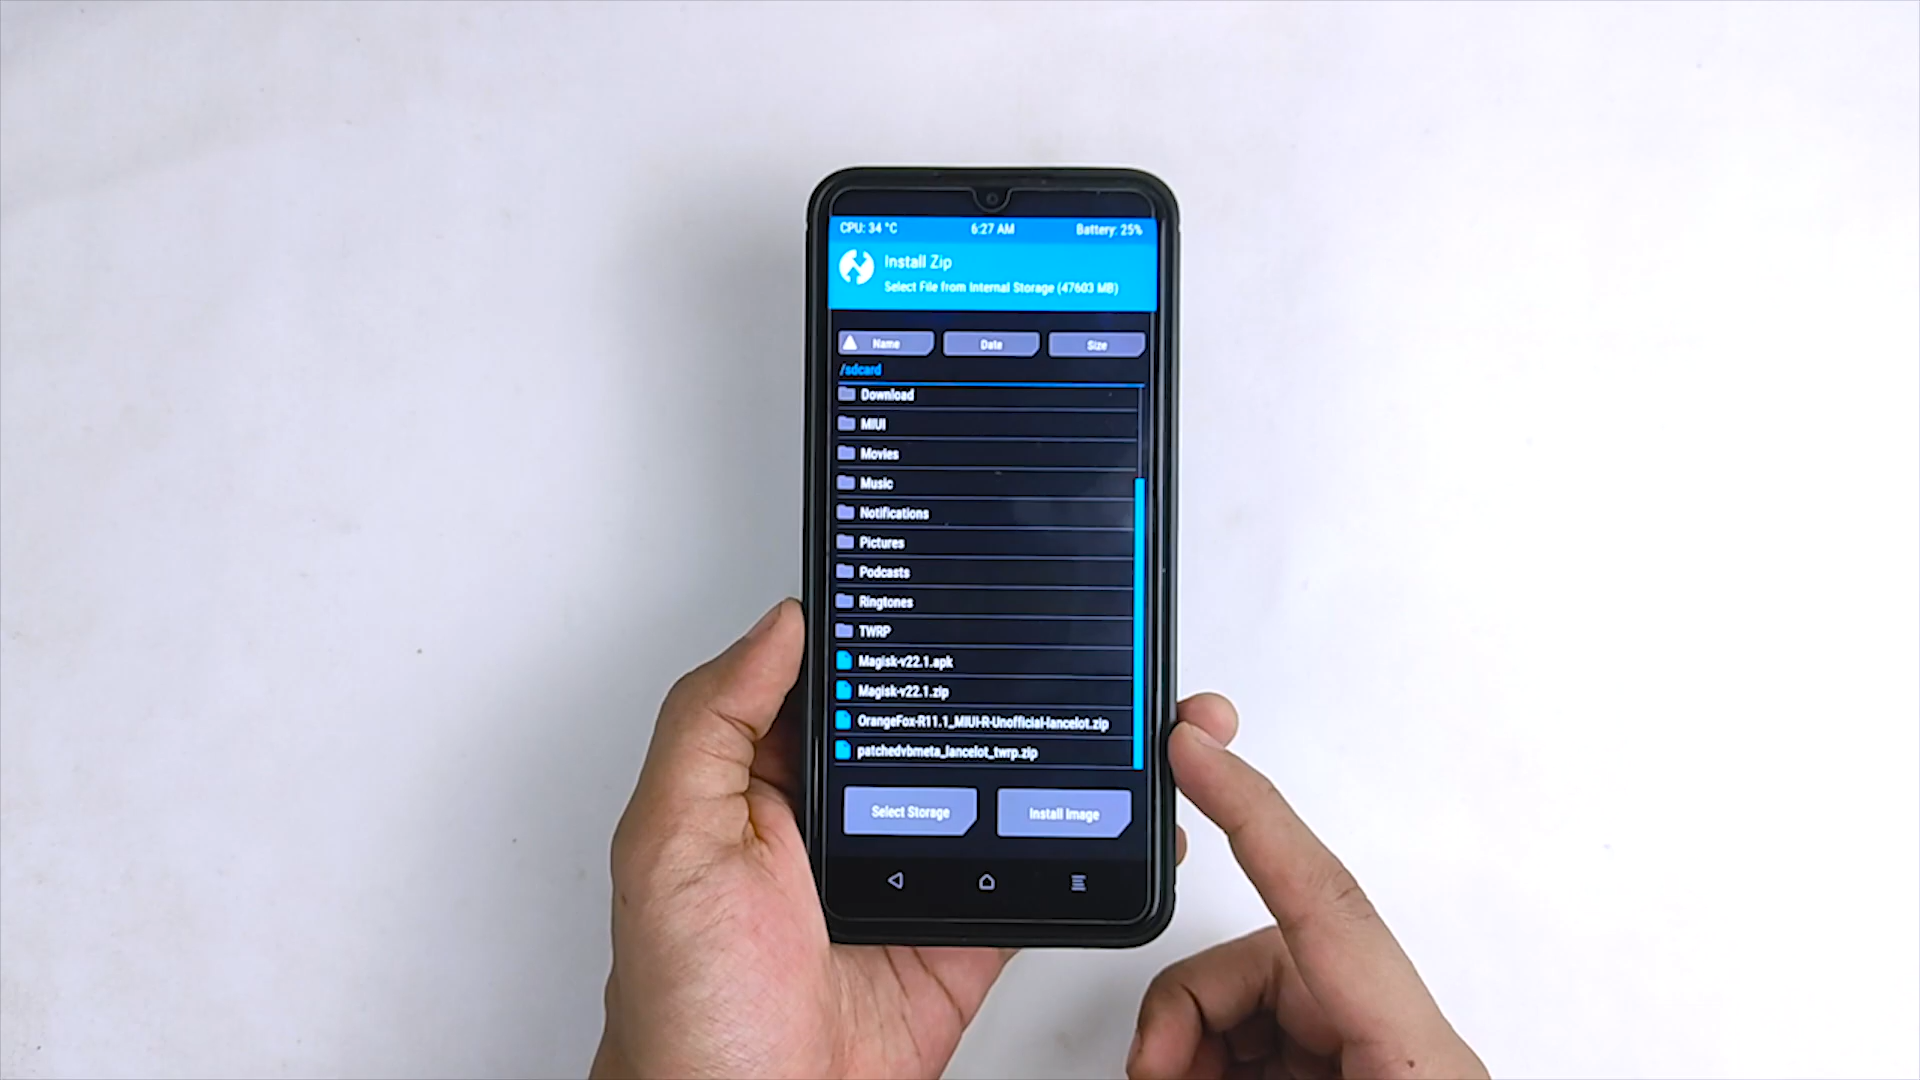 CPU: 34 °C 6:27 AM Battery: 25%
Install Zip
Select File from Internal Storage (47603 MB)
Name Date Size
/sdcard
Download
MIUI
Movies
Music
Notifications
Pictures
Podcasts
Ringtones
TWRP
Magisk-v22.1.apk
Magisk-v22.1.zip
OrangeFox-R11.1_MIUI-R-Unofficial-lancelot.zip
patchedvbmeta_lancelot_twrp.zip
Select Storage Install Image